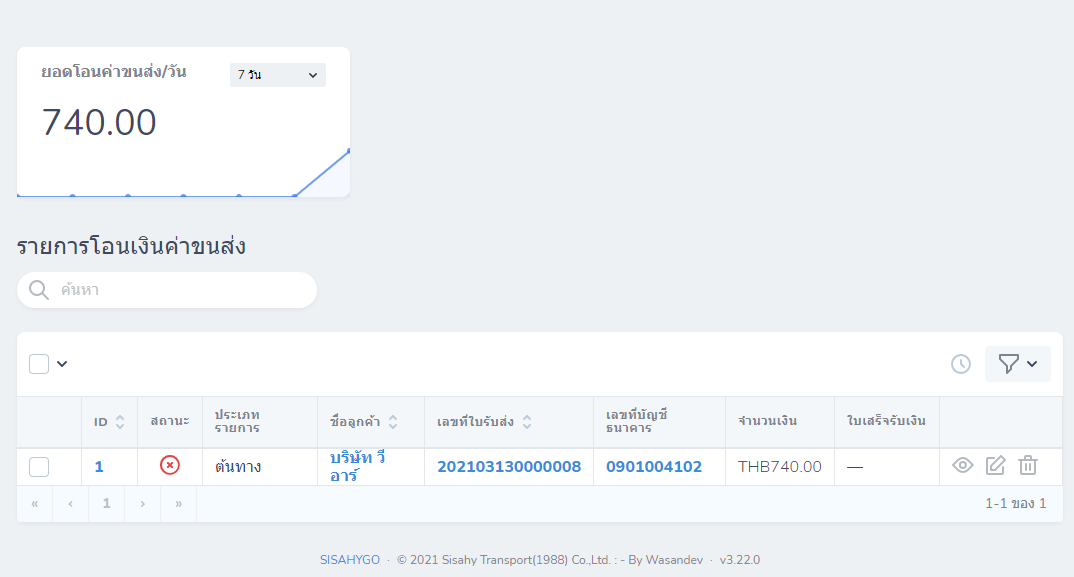 ยอดโอนค่าขนส่ง/วัน
7 วัน
740.00
รายการโอนเงินค่าขนส่ง
ค้นหา
ID สถานะ ประเภท รายการ ชื่อลูกค้า เลขที่ใบรับส่ง เลขที่บัญชี ธนาคาร จำนวนเงิน ใบเสร็จรับเงิน
1 ต้นทาง บริษัท วี อาร์ 202103130000008 0901004102 THB740.00 —
« ‹ 1 › » 1-1 ของ 1
SISAHYGO · © 2021 Sisahy Transport(1988) Co.,Ltd. : - By Wasandev · v3.22.0